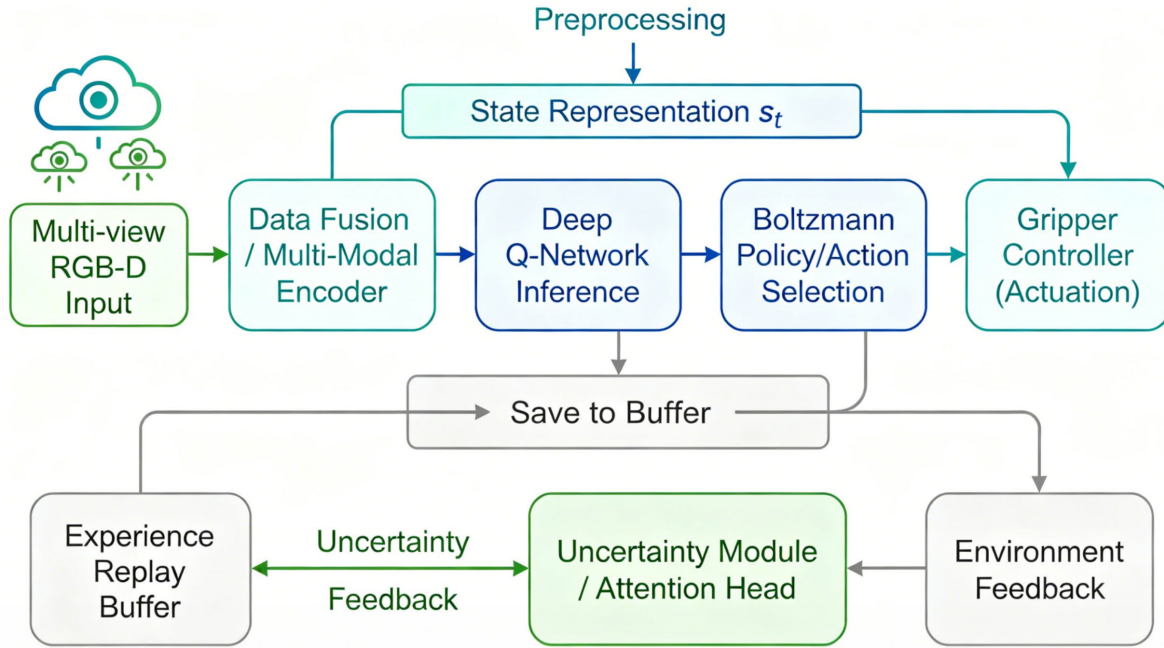 Preprocessing
State Representation s_t
Multi-view
RGB-D
Input
Data Fusion
/ Multi-Modal
Encoder
Deep
Q-Network
Inference
Boltzmann
Policy/Action
Selection
Gripper
Controller
(Actuation)
Save to Buffer
Experience
Replay
Buffer
Uncertainty
Feedback
Uncertainty Module
/ Attention Head
Environment
Feedback